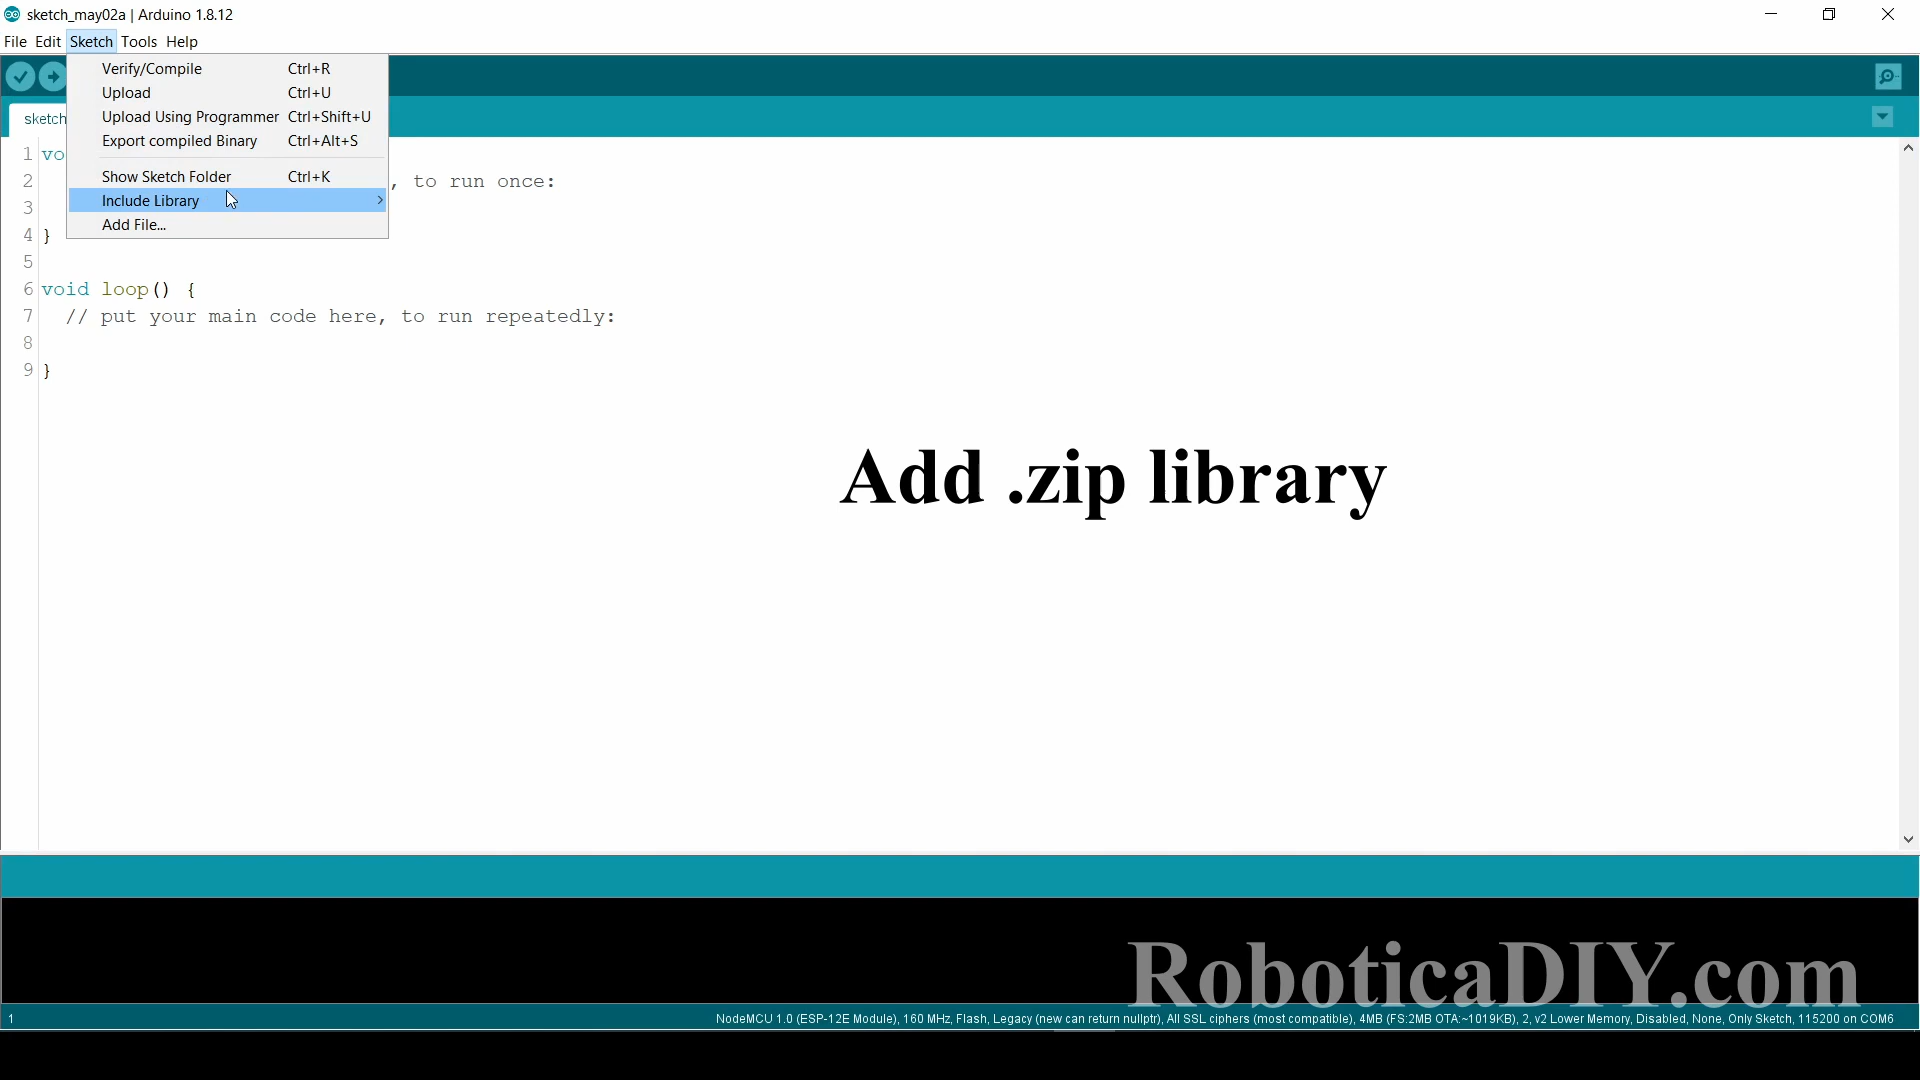 sketch_may02a | Arduino 1.8.12
File Edit Sketch Tools Help
Verify/Compile Ctrl+R
Upload Ctrl+U
Upload Using Programmer Ctrl+Shift+U
Export compiled Binary Ctrl+Alt+S
Show Sketch Folder Ctrl+K
Include Library
Add File...
sketch
1 vo
2 , to run once:
3
4 }
5
6 void loop() {
7 // put your main code here, to run repeatedly:
8
9 }
Add .zip library
RoboticaDIY.com
1 NodeMCU 1.0 (ESP-12E Module), 160 MHz, Flash, Legacy (new can return nullptr), All SSL ciphers (most compatible), 4MB (FS:2MB OTA:~1019KB), 2, v2 Lower Memory, Disabled, None, Only Sketch, 115200 on COM6